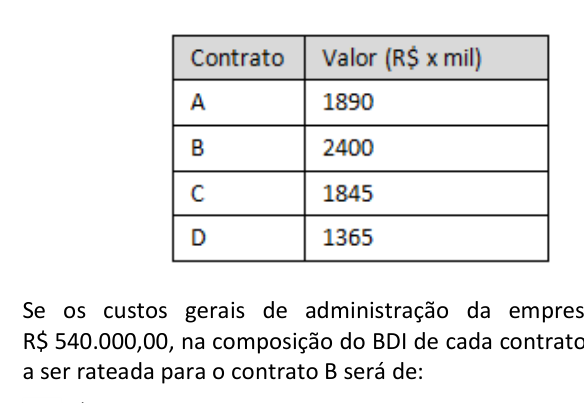 Contrato Valor (R$ x mil)
A 1890
B 2400
C 1845
D 1365
Se os custos gerais de administração da empres
R$ 540.000,00, na composição do BDI de cada contrato
a ser rateada para o contrato B será de: